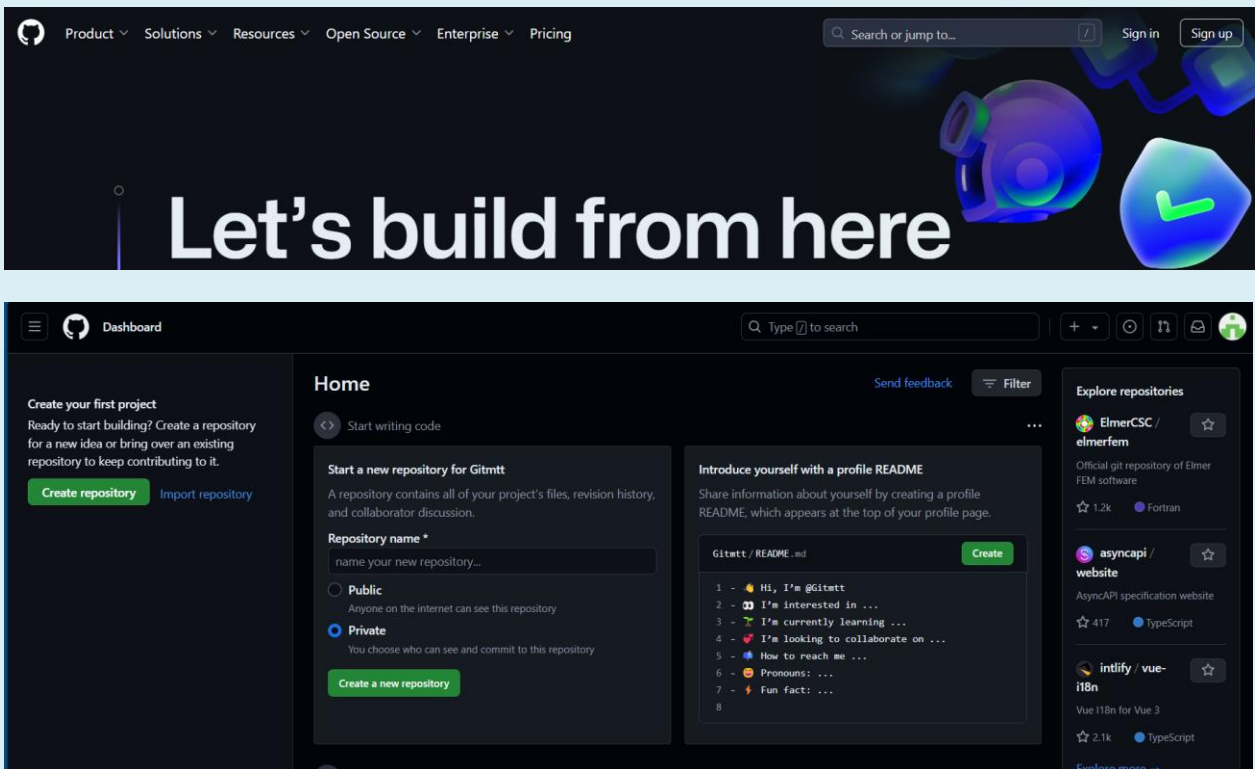 Product Solutions Resources Open Source Enterprise Pricing Search or jump to... / Sign in Sign up
Let's build from here
Dashboard Type / to search
Create your first project
Ready to start building? Create a repository
for a new idea or bring over an existing
repository to keep contributing to it.
Create repository Import repository
Home Send feedback Filter
Start writing code
Start a new repository for Gitmtt
A repository contains all of your project's files, revision history,
and collaborator discussion.
Repository name *
name your new repository...
Public
Anyone on the internet can see this repository
Private
You choose who can see and commit to this repository
Create a new repository
Introduce yourself with a profile README
Share information about yourself by creating a profile
README, which appears at the top of your profile page.
Gitmtt / README.md Create
1 - 👋 Hi, I'm @Gitmtt
2 - 👀 I'm interested in ...
3 - 🌱 I'm currently learning ...
4 - 💞️ I'm looking to collaborate on ...
5 - 📫 How to reach me ...
6 - 😄 Pronouns: ...
7 - ⚡ Fun fact: ...
8
Explore repositories
ElmerCSC /
elmerfem
Official git repository of Elmer
FEM software
1.2k Fortran
asyncapi /
website
AsyncAPI specification website
417 TypeScript
intlify / vue-
i18n
Vue I18n for Vue 3
2.1k TypeScript
Explore more →